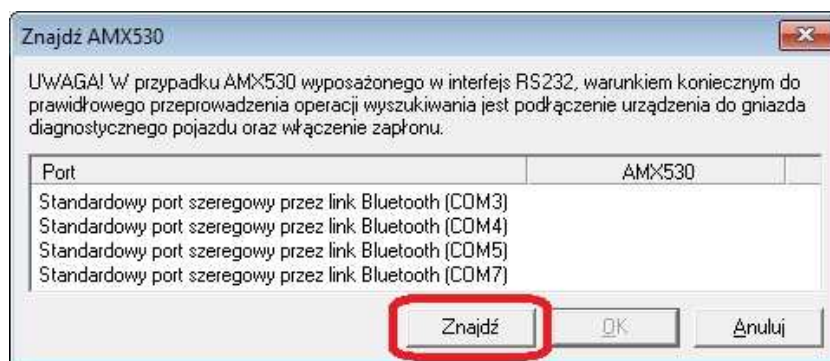 Znajdź AMX530
UWAGA! W przypadku AMX530 wyposażonego w interfejs RS232, warunkiem koniecznym do
prawidłowego przeprowadzenia operacji wyszukiwania jest podłączenie urządzenia do gniazda
diagnostycznego pojazdu oraz włączenie zapłonu.
Port AMX530
Standardowy port szeregowy przez link Bluetooth (COM3)
Standardowy port szeregowy przez link Bluetooth (COM4)
Standardowy port szeregowy przez link Bluetooth (COM5)
Standardowy port szeregowy przez link Bluetooth (COM7)
Znajdź OK Anuluj